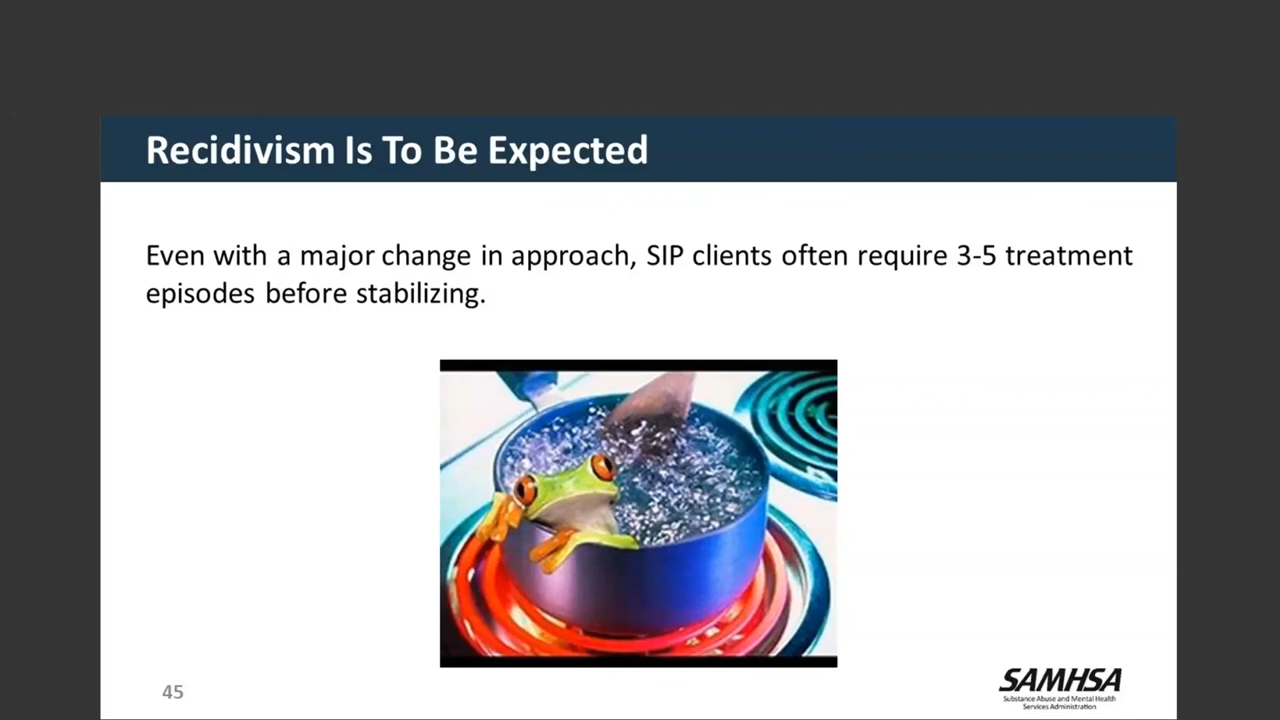 Recidivism Is To Be Expected
Even with a major change in approach, SIP clients often require 3-5 treatment
episodes before stabilizing.
45
SAMHSA
Substance Abuse and Mental Health
Services Administration